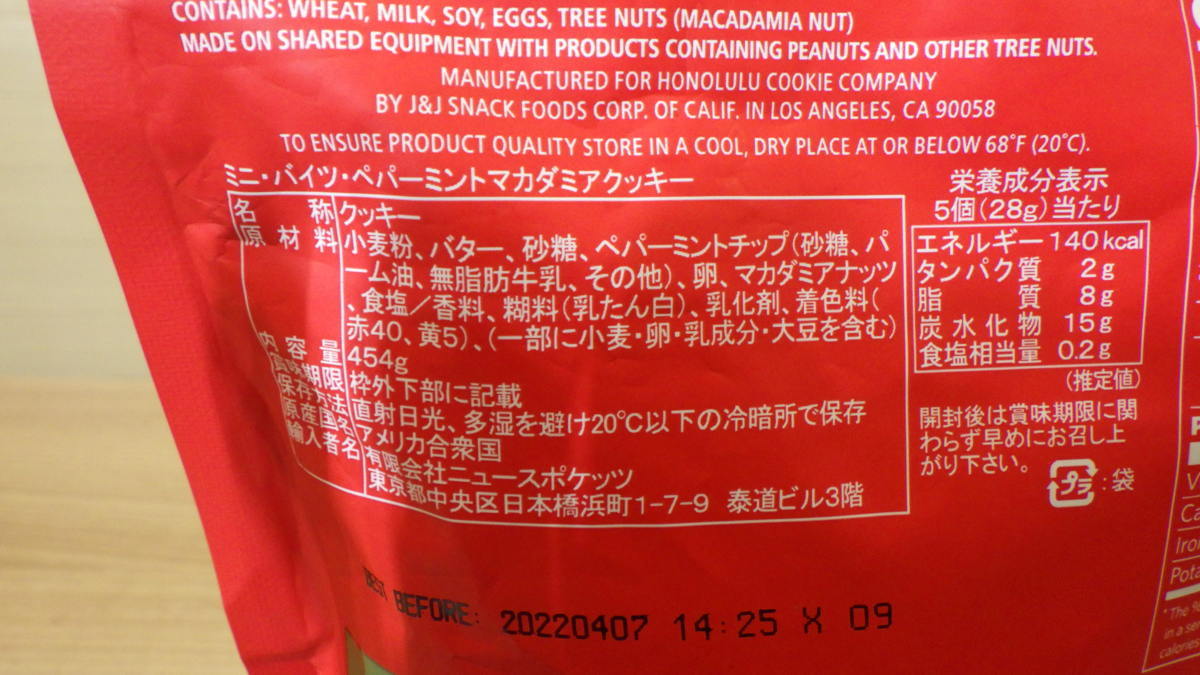 CONTAINS: WHEAT, MILK, SOY, EGGS, TREE NUTS (MACADAMIA NUT)
MADE ON SHARED EQUIPMENT WITH PRODUCTS CONTAINING PEANUTS AND OTHER TREE NUTS.
MANUFACTURED FOR HONOLULU COOKIE COMPANY
BY J&J SNACK FOODS CORP. OF CALIF. IN LOS ANGELES, CA 90058
TO ENSURE PRODUCT QUALITY STORE IN A COOL, DRY PLACE AT OR BELOW 68°F (20°C).
ミニ・バイツ・ペパーミントマカダミアクッキー
名称 クッキー
原材料 小麦粉、バター、砂糖、ペパーミントチップ(砂糖、パ
ーム油、無脂肪牛乳、その他)、卵、マカダミアナッツ
、食塩/香料、糊料(乳たん白)、乳化剤、着色料(
赤40、黄5)、(一部に小麦・卵・乳成分・大豆を含む)
内容量 454g
賞味期限 枠外下部に記載
保存方法 直射日光、多湿を避け20℃以下の冷暗所で保存
原産国名 アメリカ合衆国
輸入者名 有限会社ニュースポケッツ
東京都中央区日本橋浜町1-7-9 泰道ビル3階
栄養成分表示
5個(28g)当たり
エネルギー 140kcal
タンパク質 2g
脂質 8g
炭水化物 15g
食塩相当量 0.2g
(推定値)
開封後は賞味期限に関
わらず早めにお召し上
がり下さい。
プラ:袋
BEST BEFORE: 20220407 14:25 X 09
Iro
Pota
* The
in a se
calories